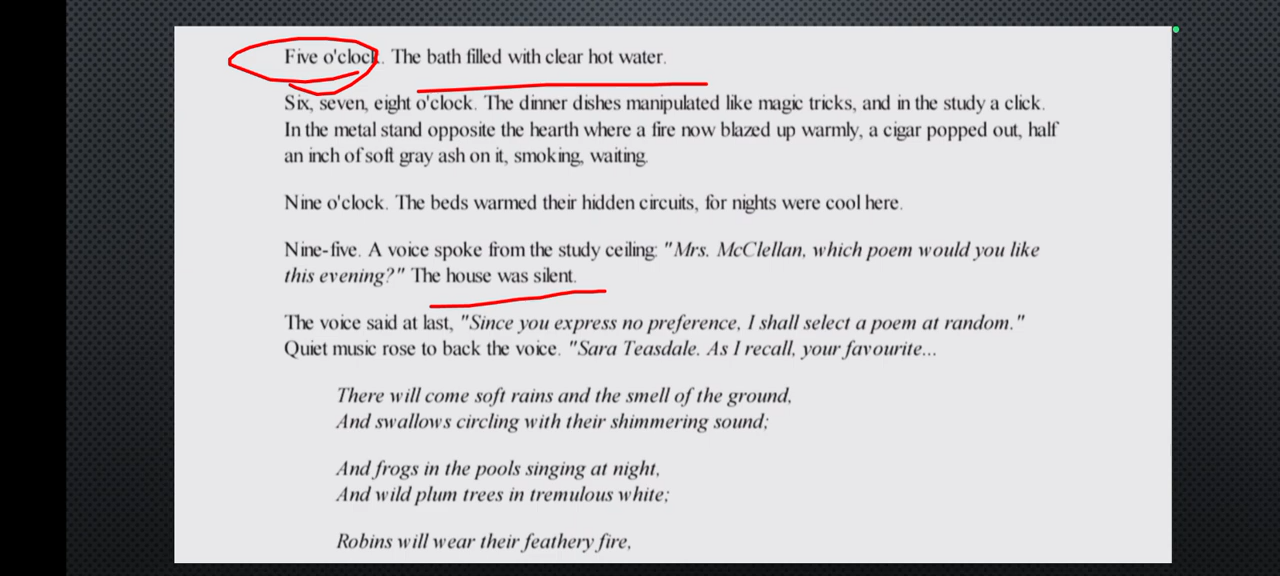 Five o'clock. The bath filled with clear hot water.
Six, seven, eight o'clock. The dinner dishes manipulated like magic tricks, and in the study a click.
In the metal stand opposite the hearth where a fire now blazed up warmly, a cigar popped out, half
an inch of soft gray ash on it, smoking, waiting.
Nine o'clock. The beds warmed their hidden circuits, for nights were cool here.
Nine-five. A voice spoke from the study ceiling: "Mrs. McClellan, which poem would you like
this evening?" The house was silent.
The voice said at last, "Since you express no preference, I shall select a poem at random."
Quiet music rose to back the voice. "Sara Teasdale. As I recall, your favourite...
There will come soft rains and the smell of the ground,
And swallows circling with their shimmering sound;
And frogs in the pools singing at night,
And wild plum trees in tremulous white;
Robins will wear their feathery fire,